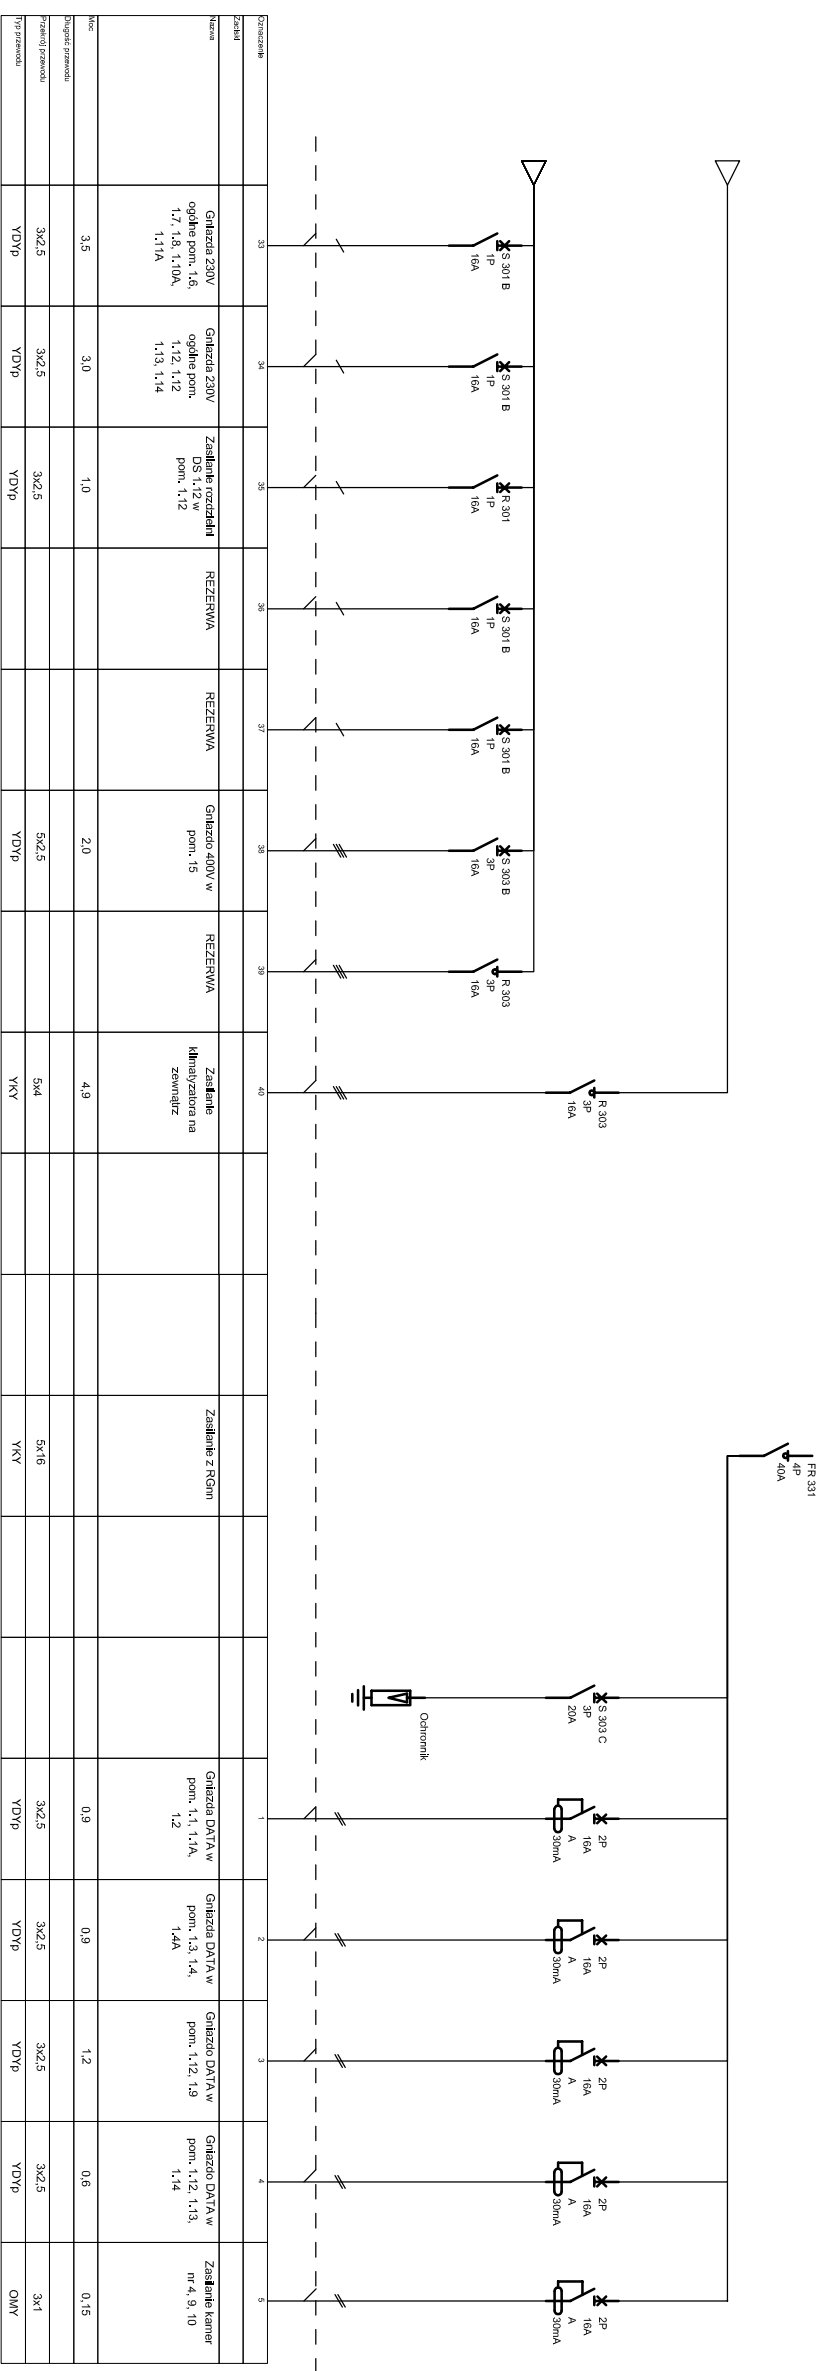 FR 331
4P
40A
S 301 B
1P
16A
S 301 B
1P
16A
R 301
1P
16A
S 301 B
1P
16A
S 301 B
1P
16A
S 303 B
3P
16A
R 303
3P
16A
R 303
3P
16A
S 303 C
3P
20A
Ochronnik
2P
16A
A
30mA
2P
16A
A
30mA
2P
16A
A
30mA
2P
16A
A
30mA
2P
16A
A
30mA
Oznaczenie
33
34
35
36
37
38
39
40
1
2
3
4
5
Zaciski
Nazwa
Gniazda 230V
ogólne pom. 1.6,
1.7, 1.8, 1.10A,
1.11A
Gniazda 230V
ogólne pom.
1.12, 1.12
1.13, 1.14
Zasilanie rozdzielni
DS 1.12 w
pom. 1.12
REZERWA
REZERWA
Gniazdo 400V w
pom. 15
REZERWA
Zasilanie
klimatyzatora na
zewnątrz
Zasilanie z RGnn
Gniazda DATA w
pom. 1.1, 1.1A,
1.2
Gniazda DATA w
pom. 1.3, 1.4,
1.4A
Gniazdo DATA w
pom. 1.12, 1.9
Gniazdo DATA w
pom. 1.12, 1.13,
1.14
Zasilanie kamer
nr 4, 9, 10
Moc
3,5
3,0
1,0
2,0
4,9
0,9
0,9
1,2
0,6
0,15
Długość przewodu
Przekrój przewodu
3x2,5
3x2,5
3x2,5
5x2,5
5x4
5x16
3x2,5
3x2,5
3x2,5
3x2,5
3x1
Typ przewodu
YDYp
YDYp
YDYp
YDYp
YKY
YKY
YDYp
YDYp
YDYp
YDYp
OMY